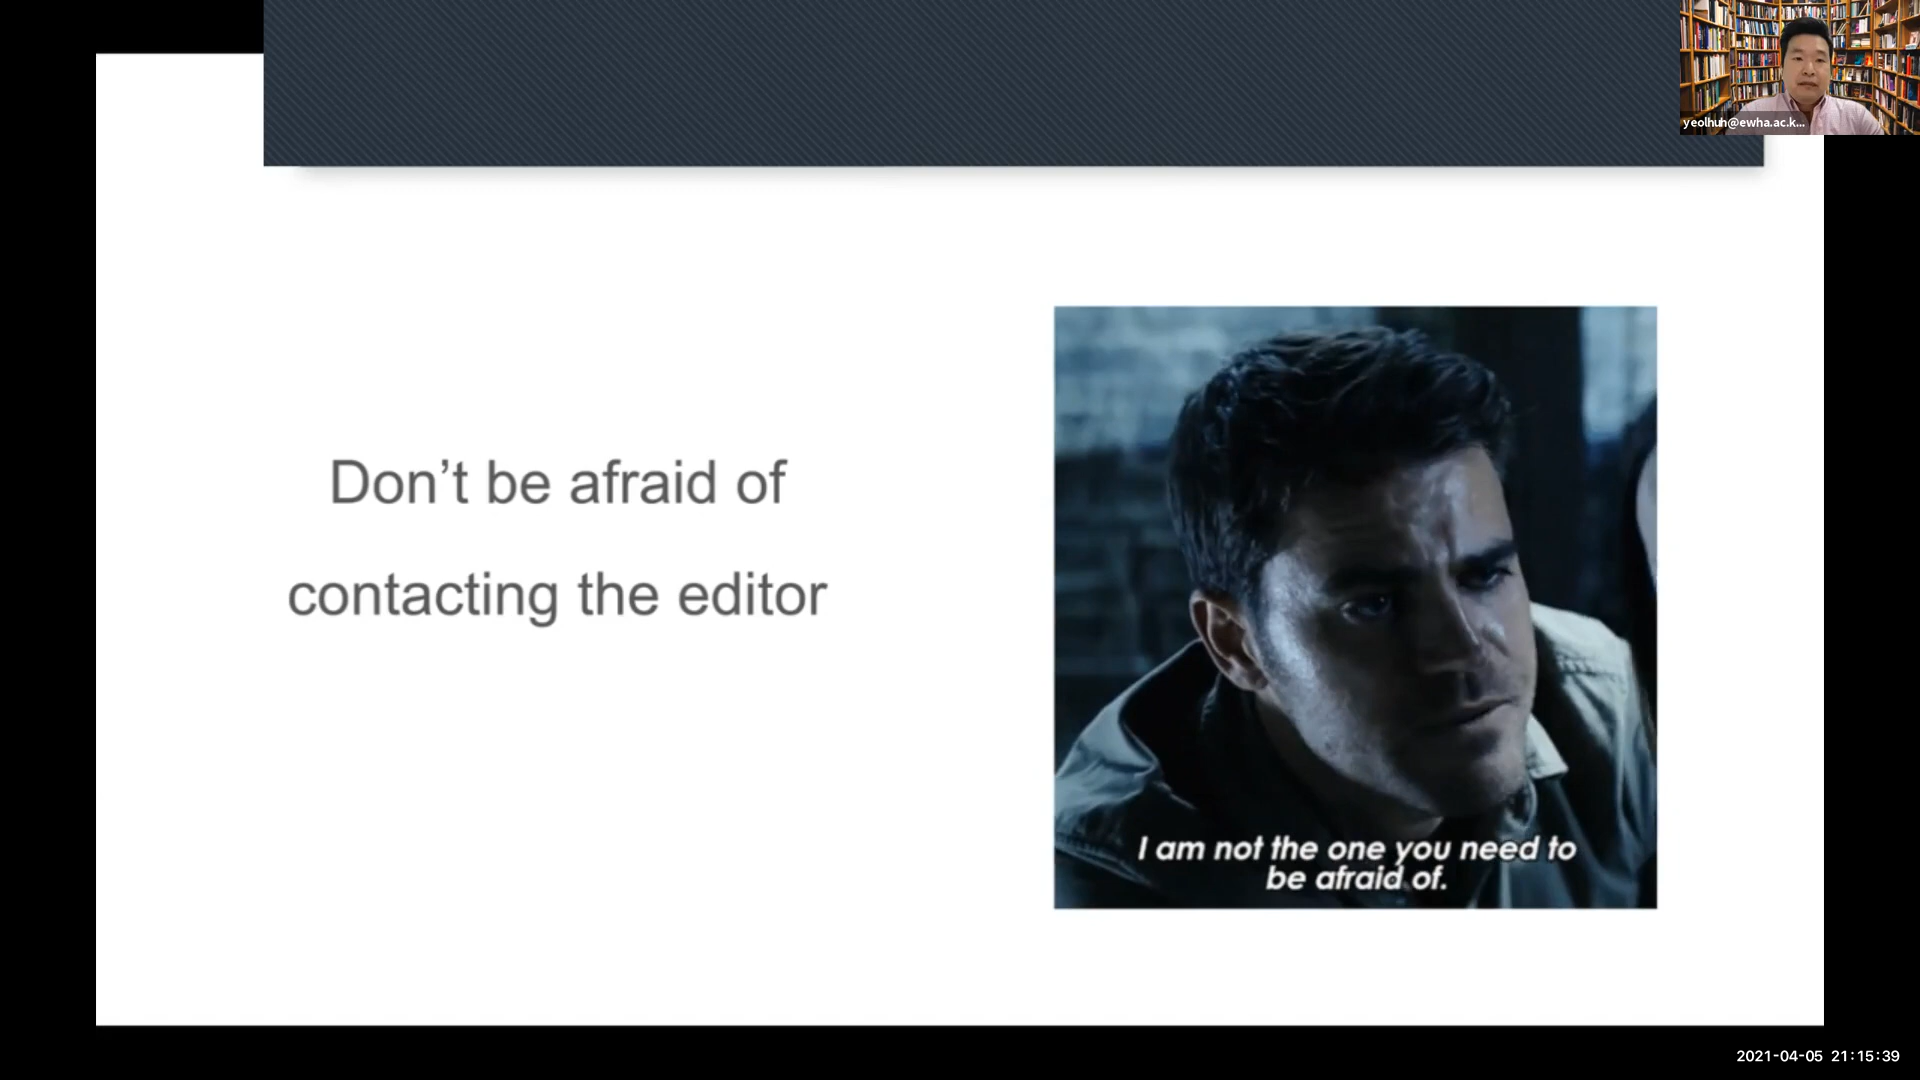 yeolhuh@ewha.ac.k...
Don't be afraid of
contacting the editor
I am not the one you need to
be afraid of.
2021-04-05 21:15:39